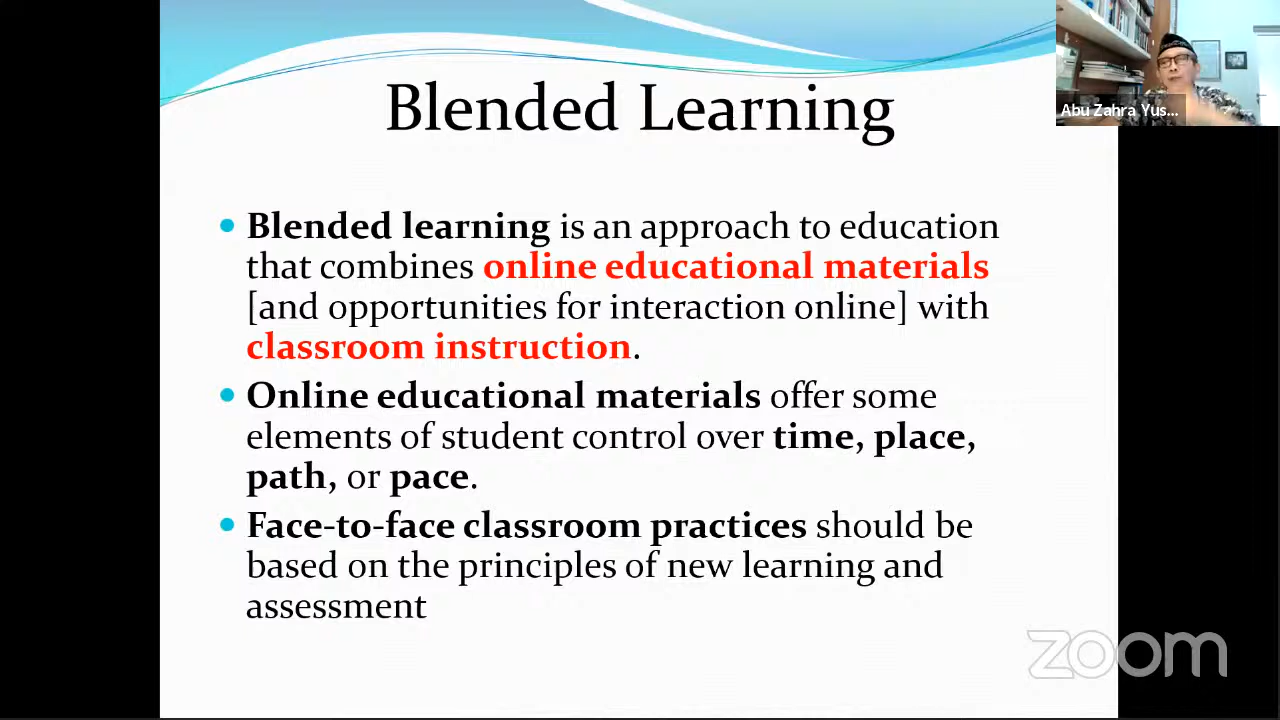 Blended Learning
Abu Zahra Yus...
• Blended learning is an approach to education
that combines online educational materials
[and opportunities for interaction online] with
classroom instruction.
• Online educational materials offer some
elements of student control over time, place,
path, or pace.
• Face-to-face classroom practices should be
based on the principles of new learning and
assessment
zoom